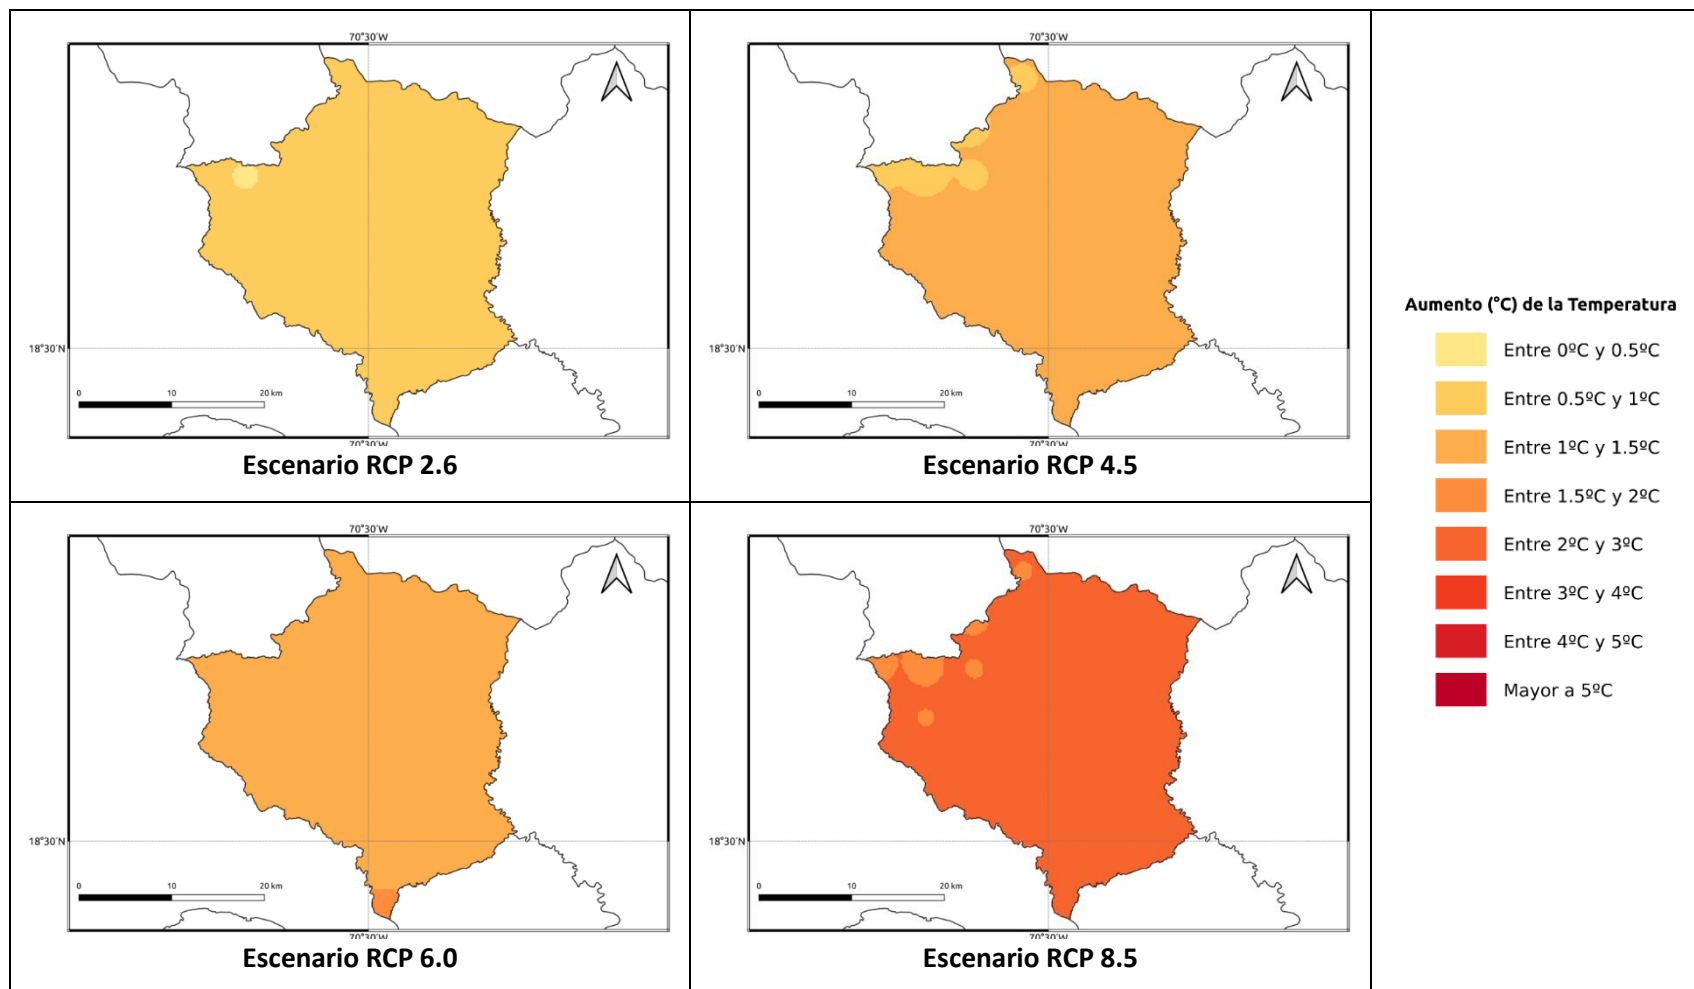 70°30'W
18°30'N
0 10 20 km
70°30'W
Escenario RCP 2.6
70°30'W
18°30'N
0 10 20 km
70°30'W
Escenario RCP 4.5
70°30'W
18°30'N
0 10 20 km
70°30'W
Escenario RCP 6.0
70°30'W
18°30'N
0 10 20 km
70°30'W
Escenario RCP 8.5
Aumento (°C) de la Temperatura
Entre 0ºC y 0.5ºC
Entre 0.5ºC y 1ºC
Entre 1ºC y 1.5ºC
Entre 1.5ºC y 2ºC
Entre 2ºC y 3ºC
Entre 3ºC y 4ºC
Entre 4ºC y 5ºC
Mayor a 5ºC